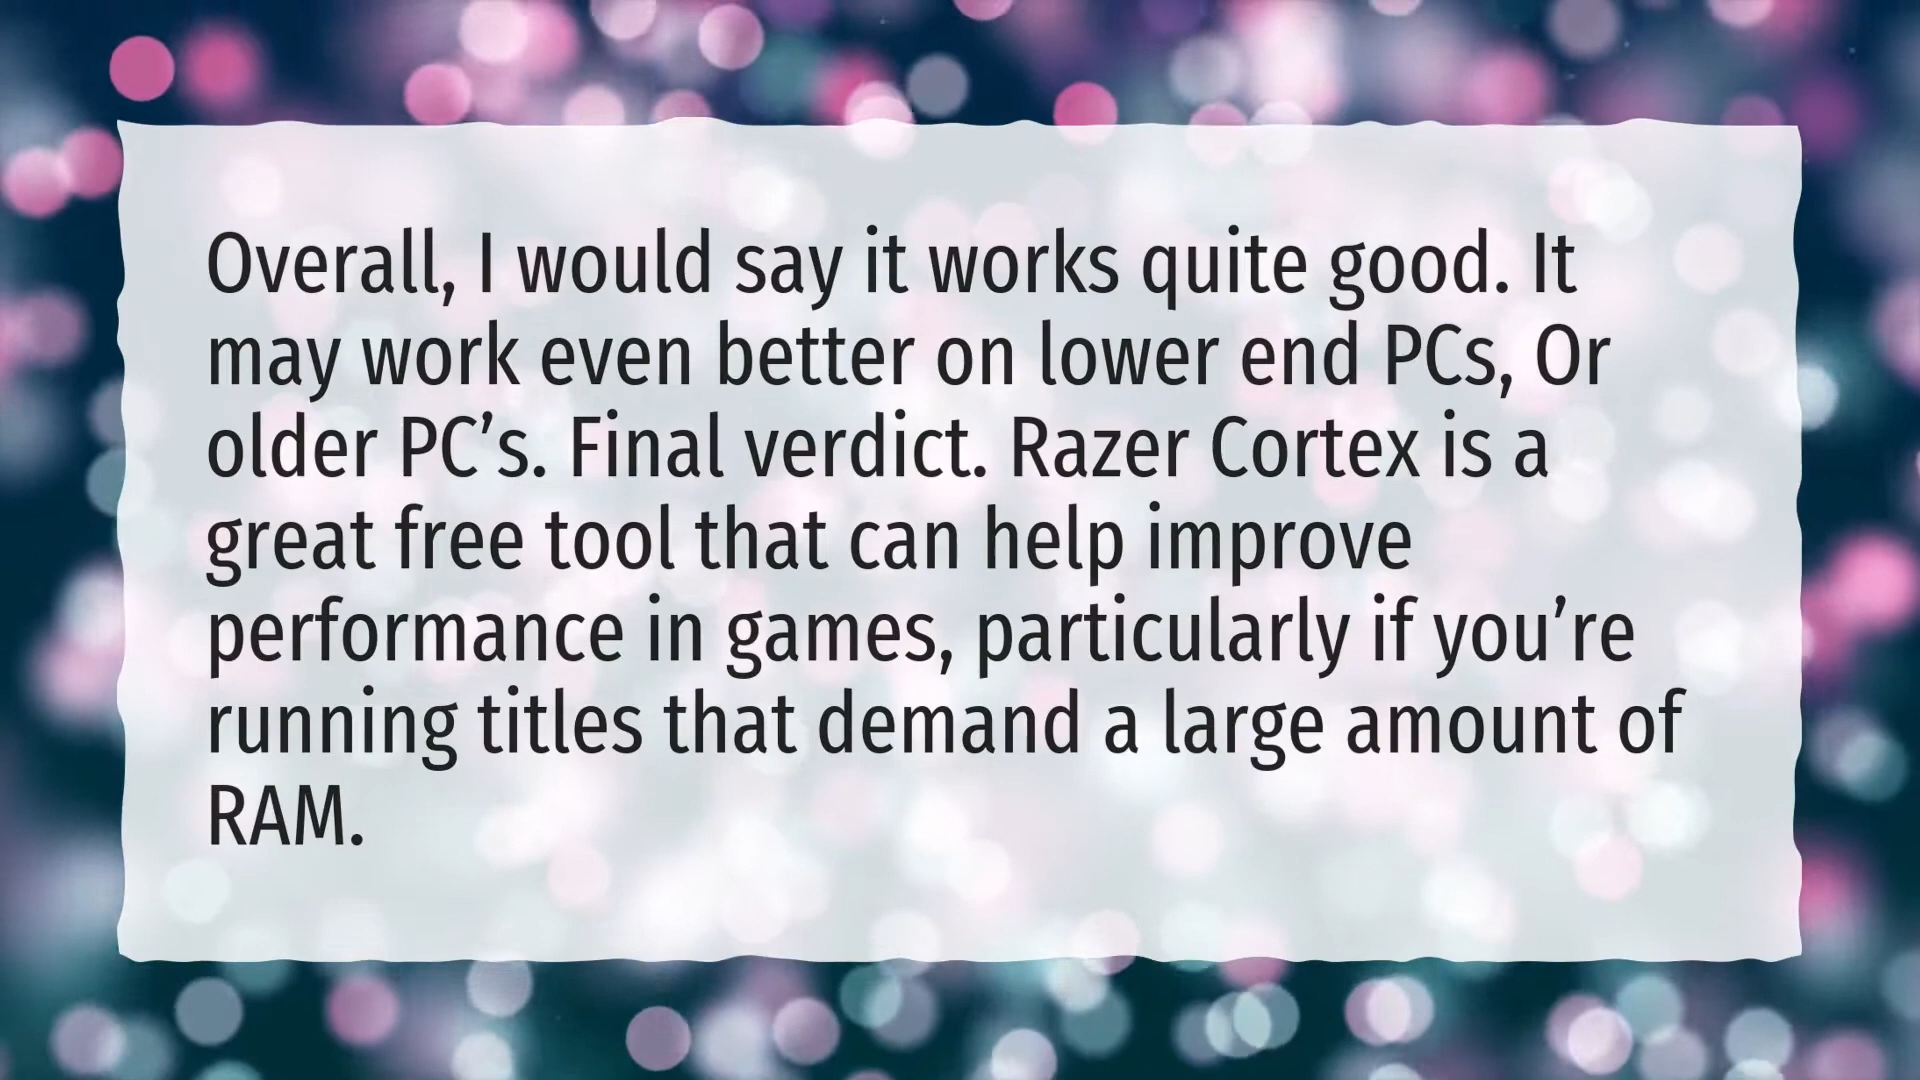 Overall, I would say it works quite good. It
may work even better on lower end PCs, Or
older PC’s. Final verdict. Razer Cortex is a
great free tool that can help improve
performance in games, particularly if you’re
running titles that demand a large amount of
RAM.